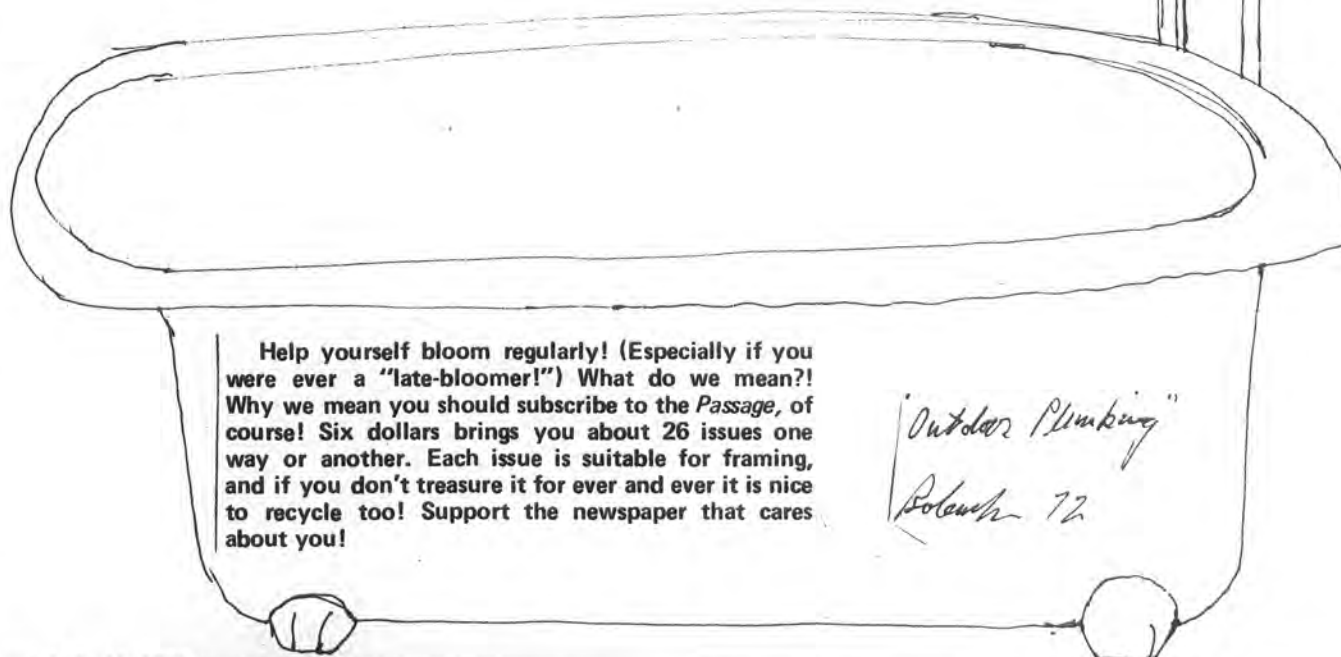 Help yourself bloom regularly! (Especially if you
were ever a "late-bloomer!") What do we mean?!
Why we mean you should subscribe to the Passage, of
course! Six dollars brings you about 26 issues one
way or another. Each issue is suitable for framing,
and if you don't treasure it for ever and ever it is nice
to recycle too! Support the newspaper that cares
about you!
"Outdoor Plumbing"
72